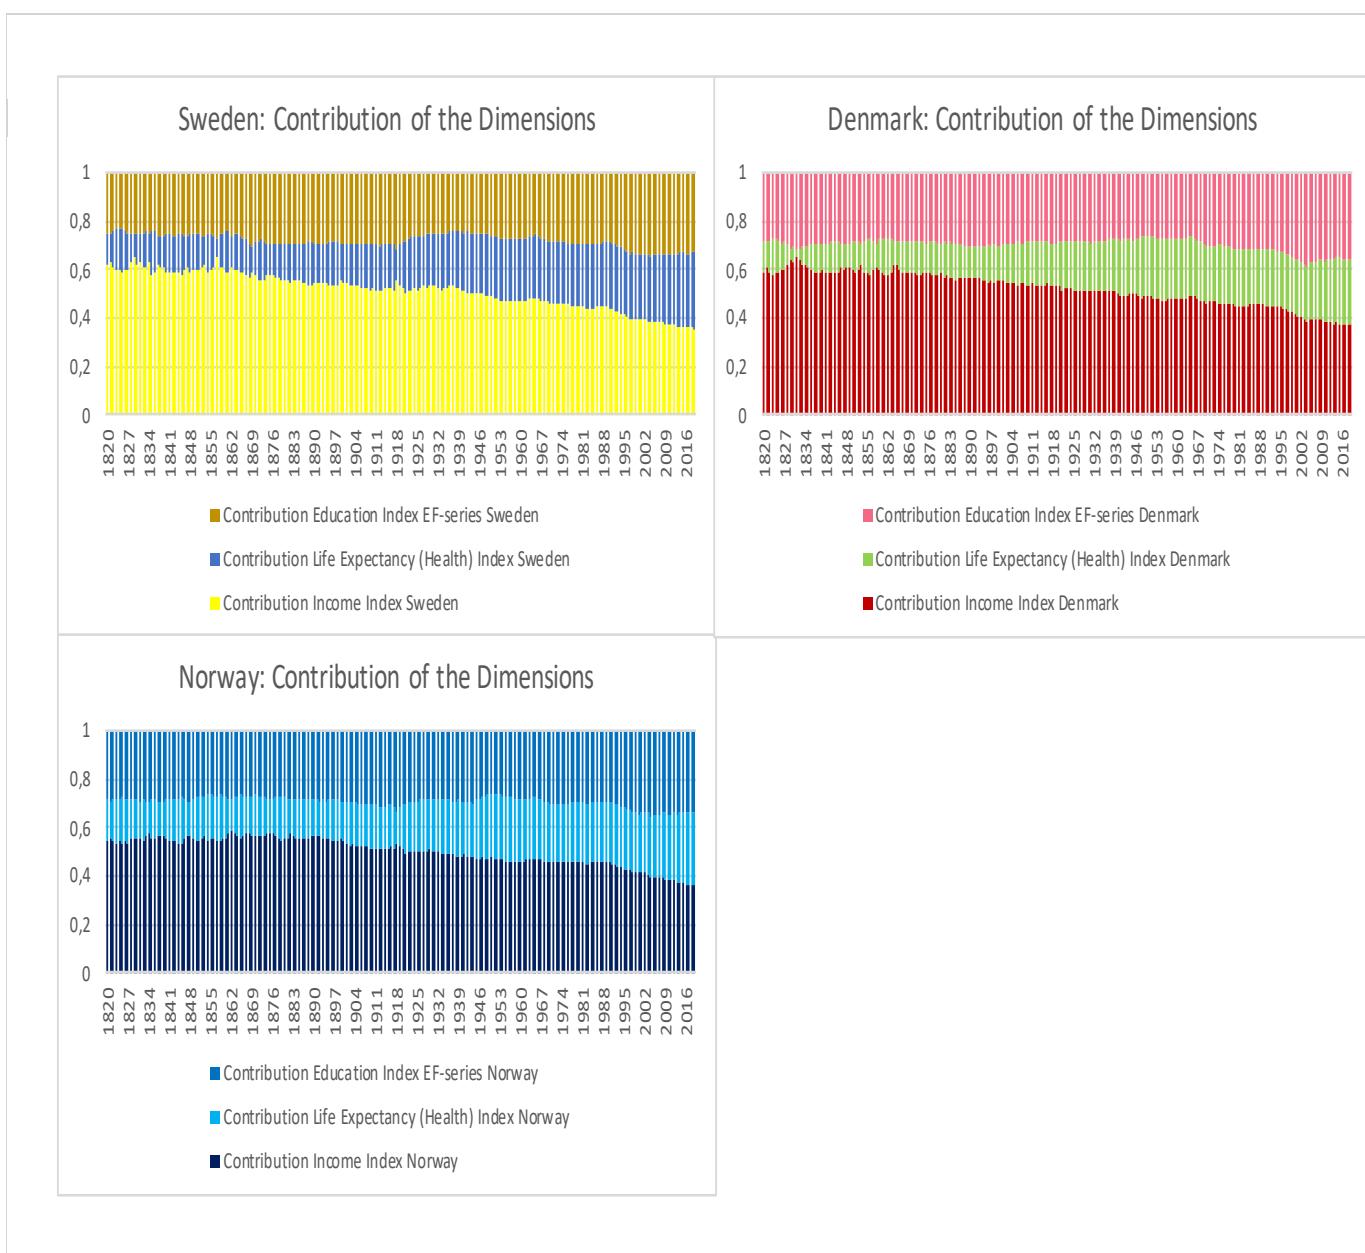 Sweden: Contribution of the Dimensions
1
0,8
0,6
0,4
0,2
0
1820 1827 1834 1841 1848 1855 1862 1869 1876 1883 1890 1897 1904 1911 1918 1925 1932 1939 1946 1953 1960 1967 1974 1981 1988 1995 2002 2009 2016
Contribution Education Index EF-series Sweden
Contribution Life Expectancy (Health) Index Sweden
Contribution Income Index Sweden
Denmark: Contribution of the Dimensions
1
0,8
0,6
0,4
0,2
0
1820 1827 1834 1841 1848 1855 1862 1869 1876 1883 1890 1897 1904 1911 1918 1925 1932 1939 1946 1953 1960 1967 1974 1981 1988 1995 2002 2009 2016
Contribution Education Index EF-series Denmark
Contribution Life Expectancy (Health) Index Denmark
Contribution Income Index Denmark
Norway: Contribution of the Dimensions
1
0,8
0,6
0,4
0,2
0
1820 1827 1834 1841 1848 1855 1862 1869 1876 1883 1890 1897 1904 1911 1918 1925 1932 1939 1946 1953 1960 1967 1974 1981 1988 1995 2002 2009 2016
Contribution Education Index EF-series Norway
Contribution Life Expectancy (Health) Index Norway
Contribution Income Index Norway